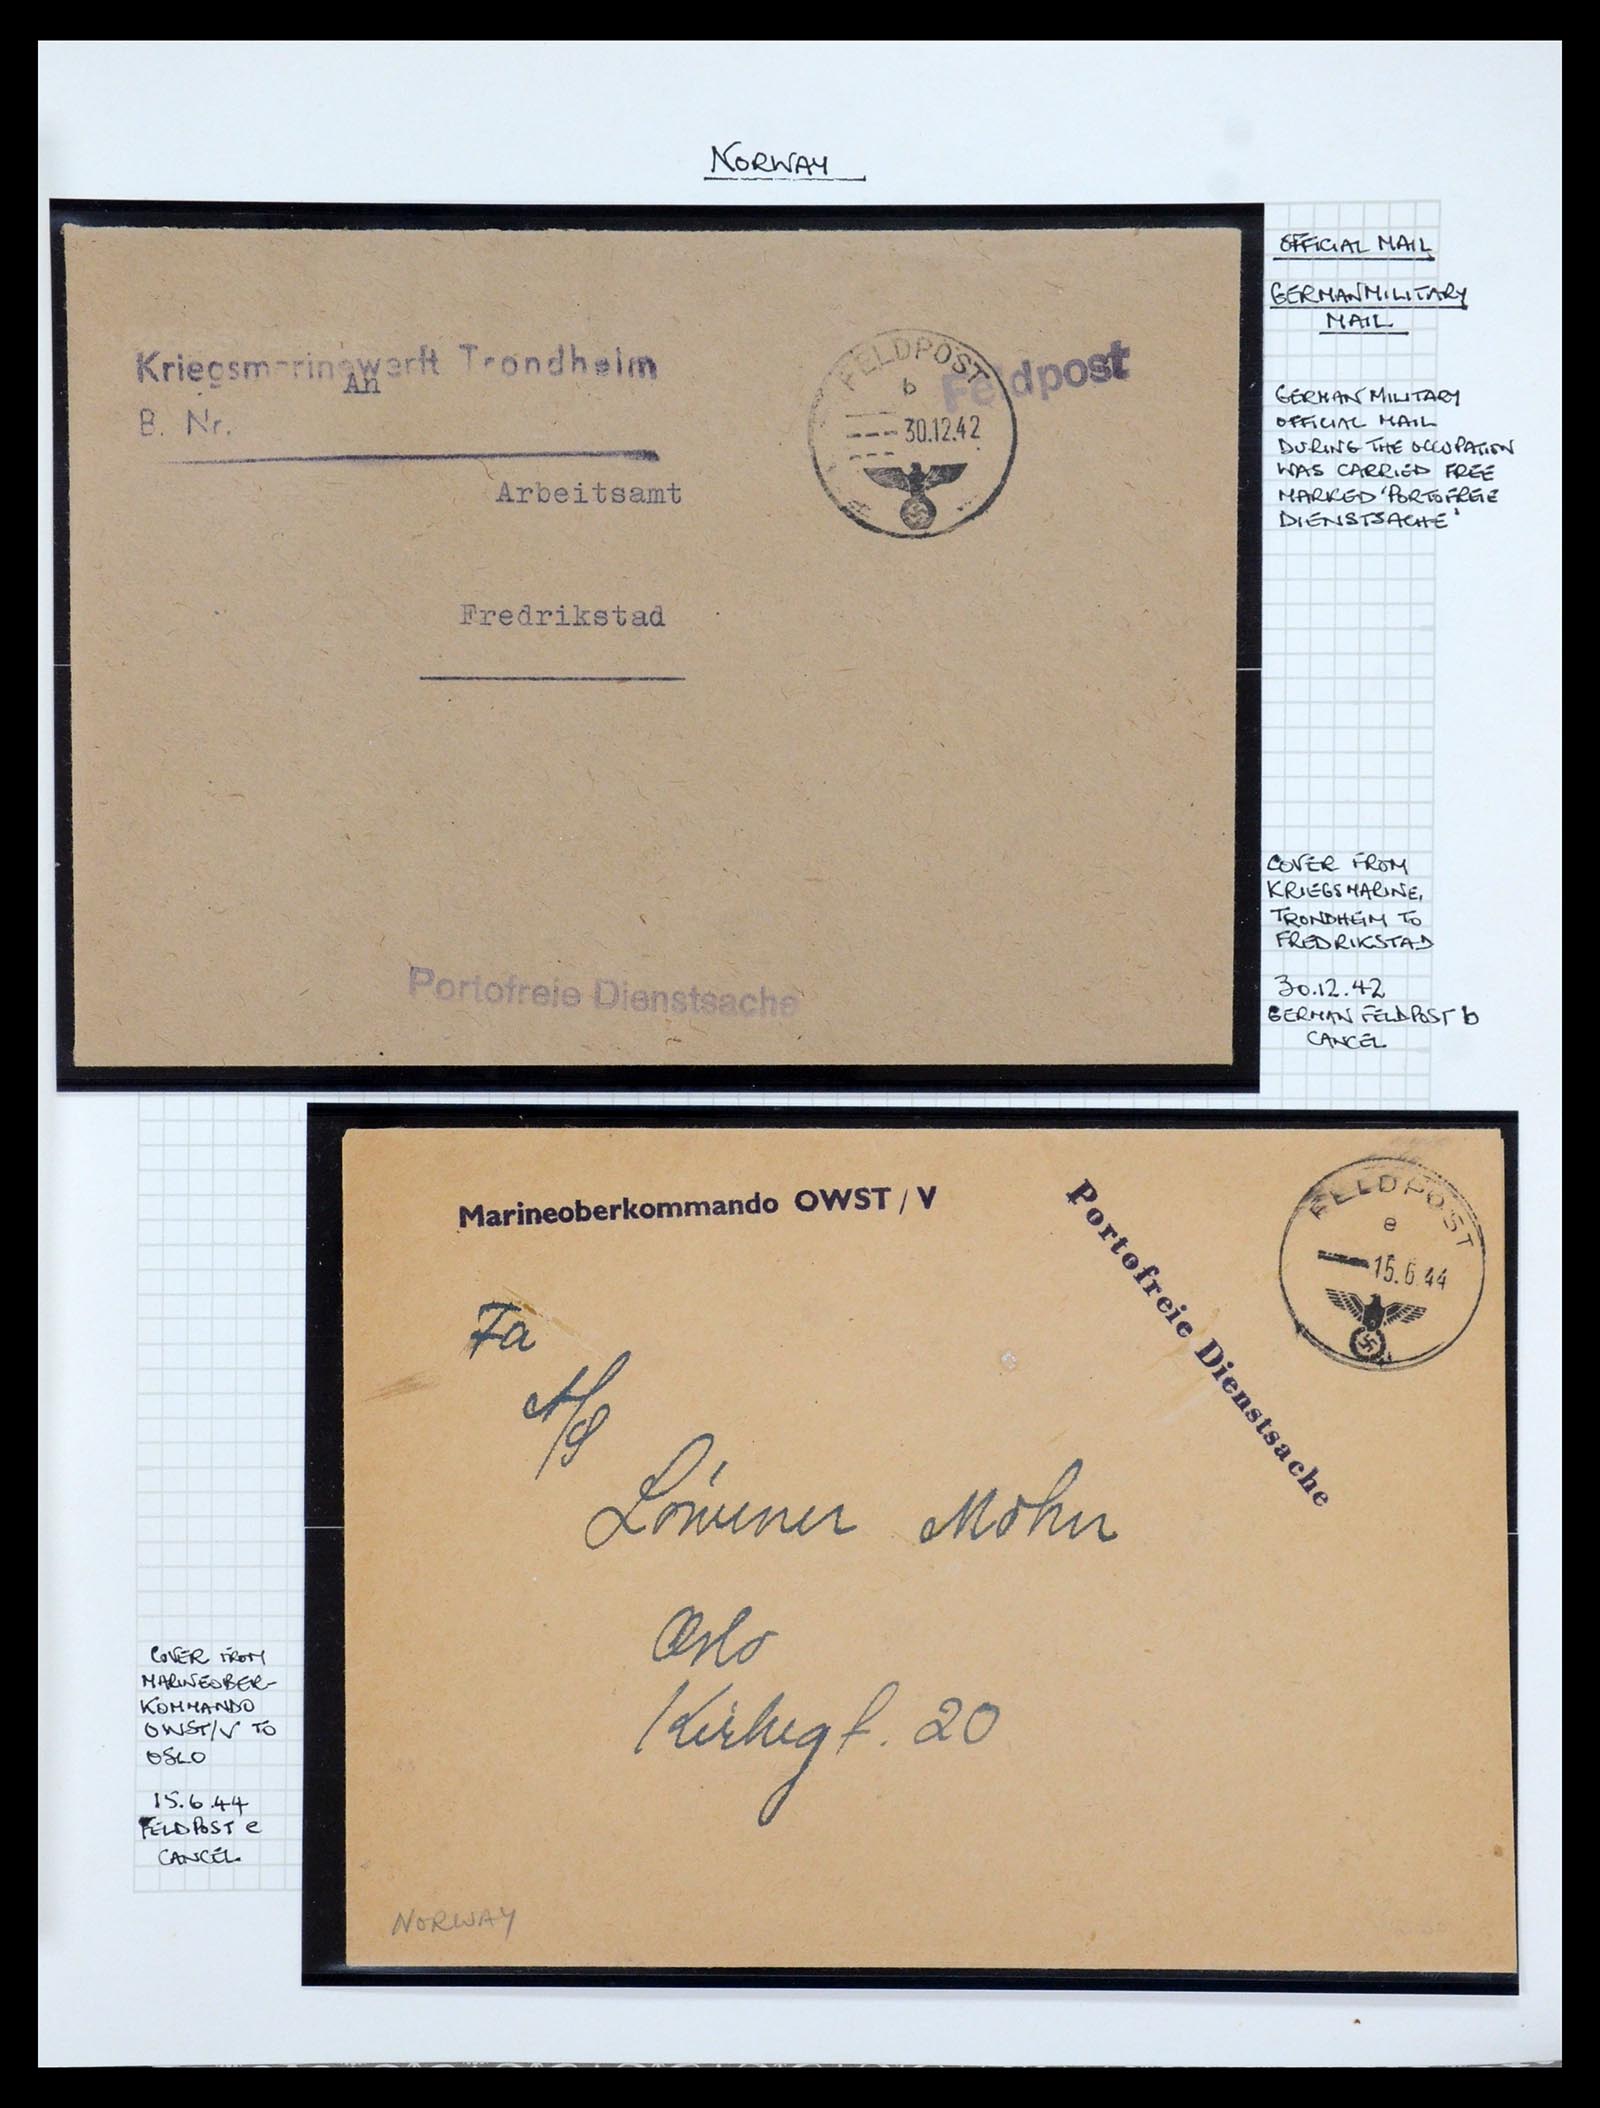 NORWAY
OFFICIAL MAIL
GERMAN MILITARY
MAIL
Kriegsmarinewerft Trondheim
An
B. Nr.
Arbeitsamt
Fredrikstad
FELDPOST
b
30.12.42
Feldpost
Portofreie Dienstsache
GERMAN MILITARY
OFFICIAL MAIL
DURING THE OCCUPATION
WAS CARRIED FREE
MARKED 'PORTOFREIE
DIENSTSACHE'
COVER FROM
KRIEGSMARINE,
TRONDHEIM TO
FREDRIKSTAD
30.12.42
GERMAN FELDPOST b
CANCEL
Marineoberkommando OWST / V
Portofreie Dienstsache
FELDPOST
e
15.6.44
Fa
Oslo
20
NORWAY
COVER FROM
MARINEOBER-
KOMMANDO
OWST/V TO
OSLO
15.6.44
FELDPOST e
CANCEL